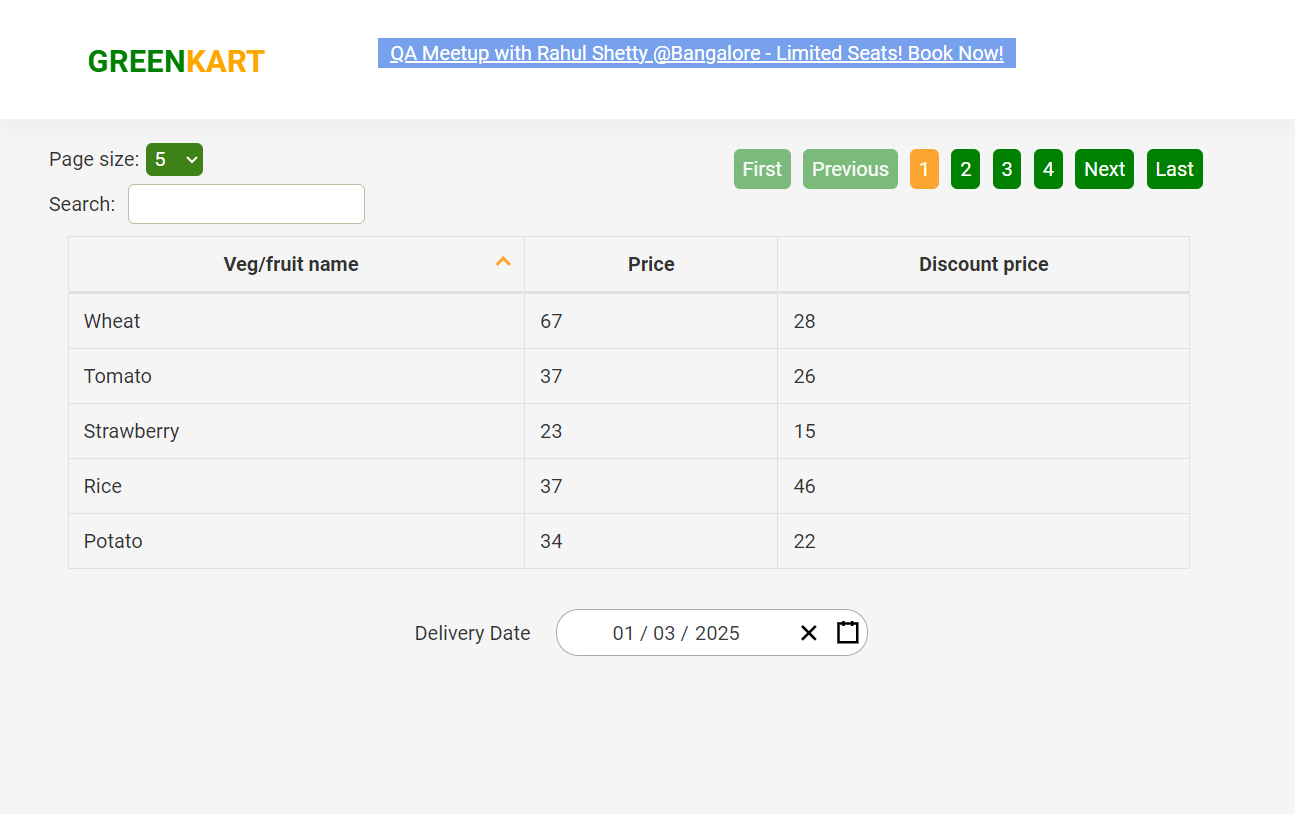 GREENKART
QA Meetup with Rahul Shetty @Bangalore - Limited Seats! Book Now!
Page size: 5
First Previous 1 2 3 4 Next Last
Search:
Veg/fruit name Price Discount price
Wheat 67 28
Tomato 37 26
Strawberry 23 15
Rice 37 46
Potato 34 22
Delivery Date 01 / 03 / 2025